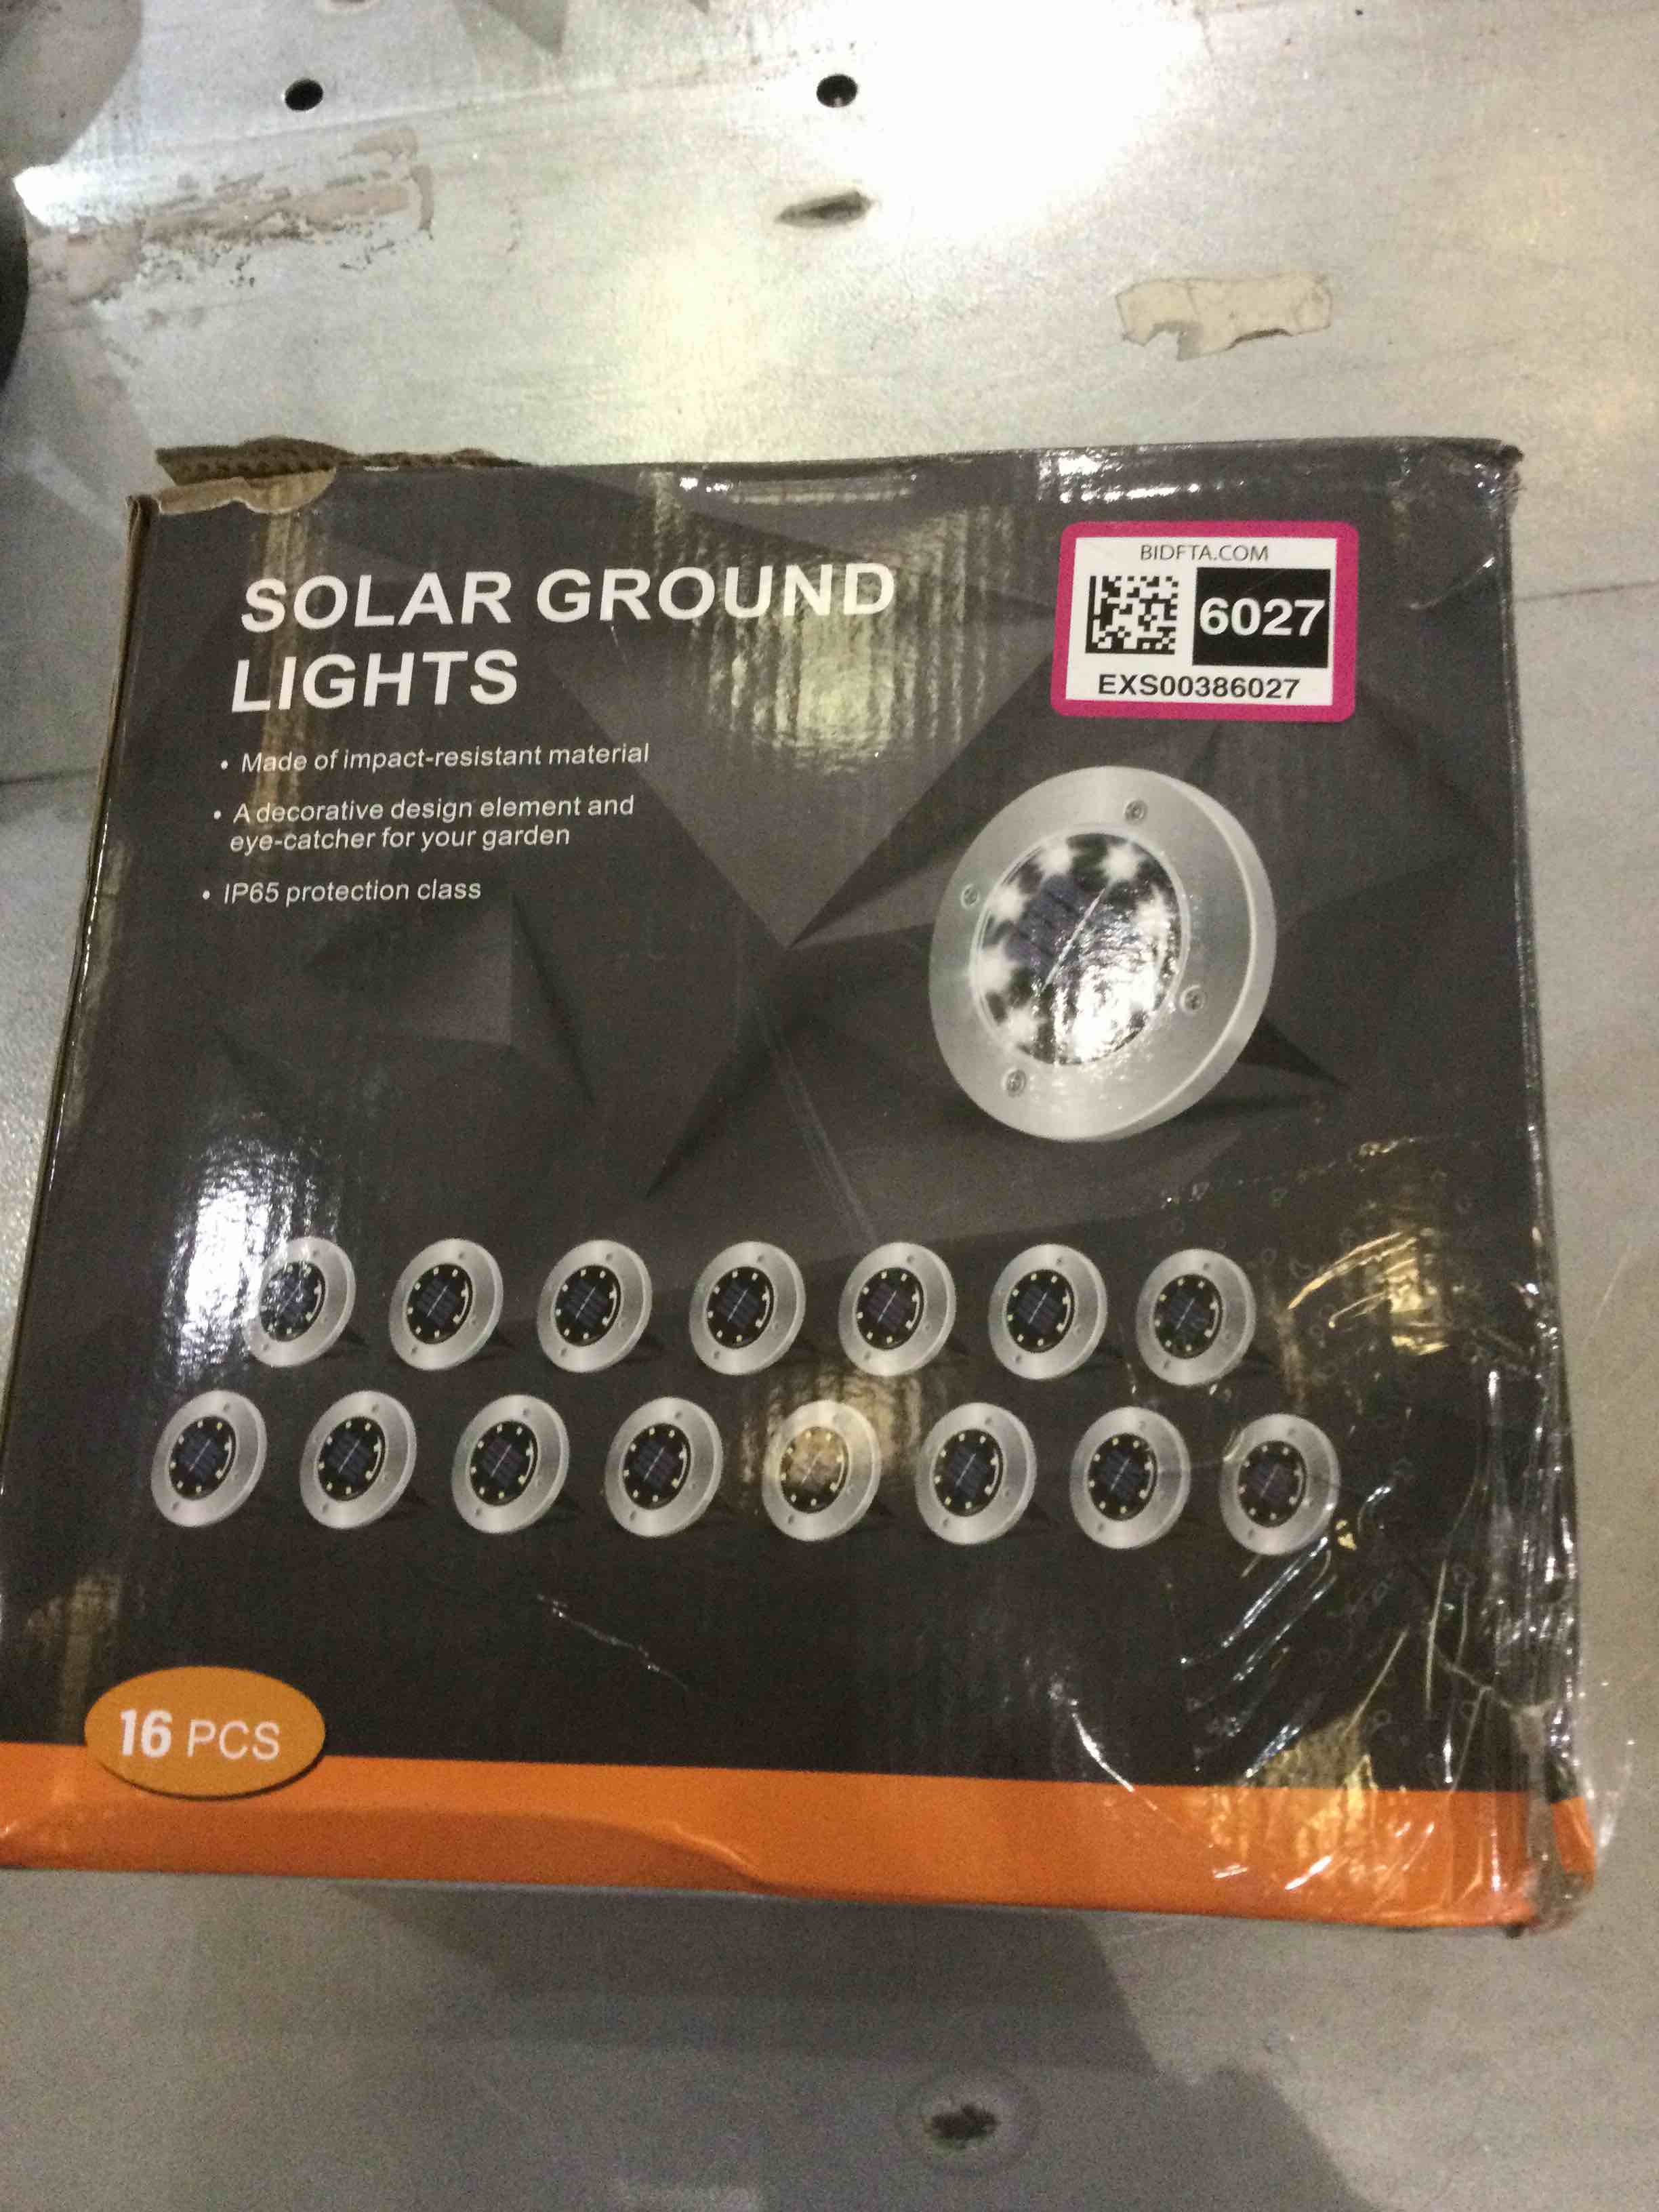 BIDFTA.COM
6027
EXS00386027
SOLAR GROUND
LIGHTS
• Made of impact-resistant material
• A decorative design element and
eye-catcher for your garden
• IP65 protection class
16 PCS